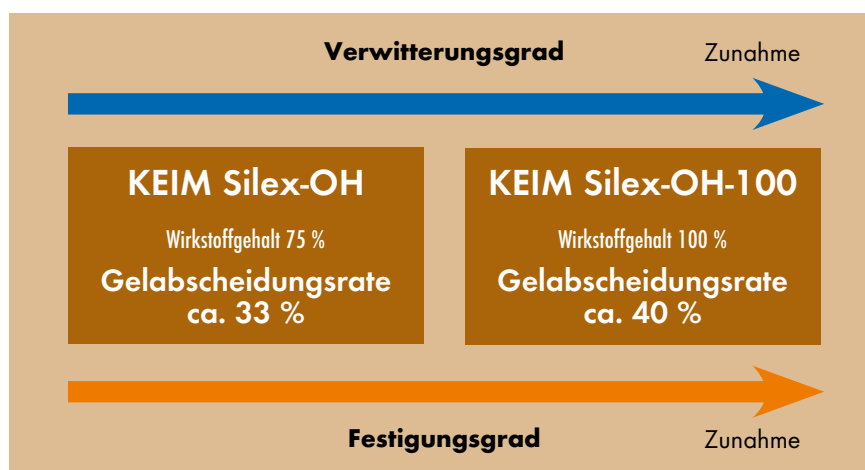 Verwitterungsgrad Zunahme
KEIM Silex-OH
Wirkstoffgehalt 75 %
Gelabscheidungsrate
ca. 33 %
KEIM Silex-OH-100
Wirkstoffgehalt 100 %
Gelabscheidungsrate
ca. 40 %
Festigungsgrad Zunahme